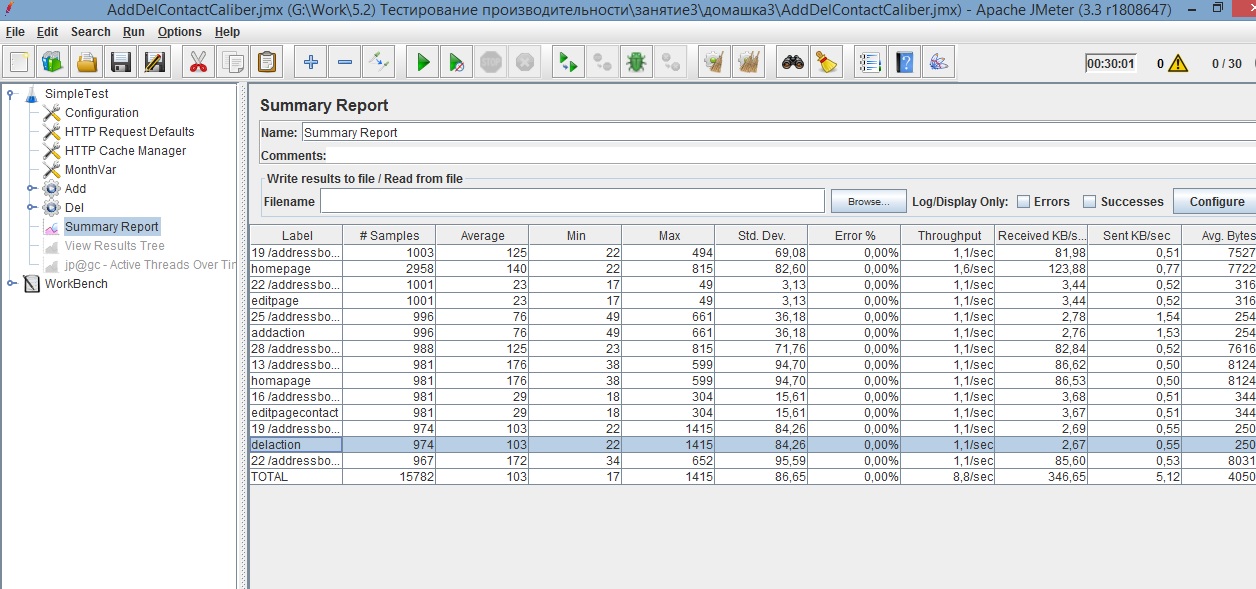 AddDelContactCaliber.jmx (G:\Work\5.2) Тестирование производительности\занятие3\домашка3\AddDelContactCaliber.jmx) - Apache JMeter (3.3 r1808647)
File Edit Search Run Options Help
00:30:01 0 0 / 30
SimpleTest
Configuration
HTTP Request Defaults
HTTP Cache Manager
MonthVar
Add
Del
Summary Report
View Results Tree
jp@gc - Active Threads Over Tir
WorkBench
Summary Report
Name: Summary Report
Comments:
Write results to file / Read from file
Filename Browse... Log/Display Only: Errors Successes Configure
Label # Samples Average Min Max Std. Dev. Error % Throughput Received KB/s... Sent KB/sec Avg. Bytes
19 /addressbo... 1003 125 22 494 69,08 0,00% 1,1/sec 81,98 0,51 7527
homepage 2958 140 22 815 82,60 0,00% 1,6/sec 123,88 0,77 7722
22 /addressbo... 1001 23 17 49 3,13 0,00% 1,1/sec 3,44 0,52 316
editpage 1001 23 17 49 3,13 0,00% 1,1/sec 3,44 0,52 316
25 /addressbo... 996 76 49 661 36,18 0,00% 1,1/sec 2,78 1,54 254
addaction 996 76 49 661 36,18 0,00% 1,1/sec 2,76 1,53 254
28 /addressbo... 988 125 23 815 71,76 0,00% 1,1/sec 82,84 0,52 7616
13 /addressbo... 981 176 38 599 94,70 0,00% 1,1/sec 86,62 0,50 8124
homapage 981 176 38 599 94,70 0,00% 1,1/sec 86,53 0,50 8124
16 /addressbo... 981 29 18 304 15,61 0,00% 1,1/sec 3,68 0,51 344
editpagecontact 981 29 18 304 15,61 0,00% 1,1/sec 3,67 0,51 344
19 /addressbo... 974 103 22 1415 84,26 0,00% 1,1/sec 2,69 0,55 250
delaction 974 103 22 1415 84,26 0,00% 1,1/sec 2,67 0,55 250
22 /addressbo... 967 172 34 652 95,59 0,00% 1,1/sec 85,60 0,53 8031
TOTAL 15782 103 17 1415 86,65 0,00% 8,8/sec 346,65 5,12 4050